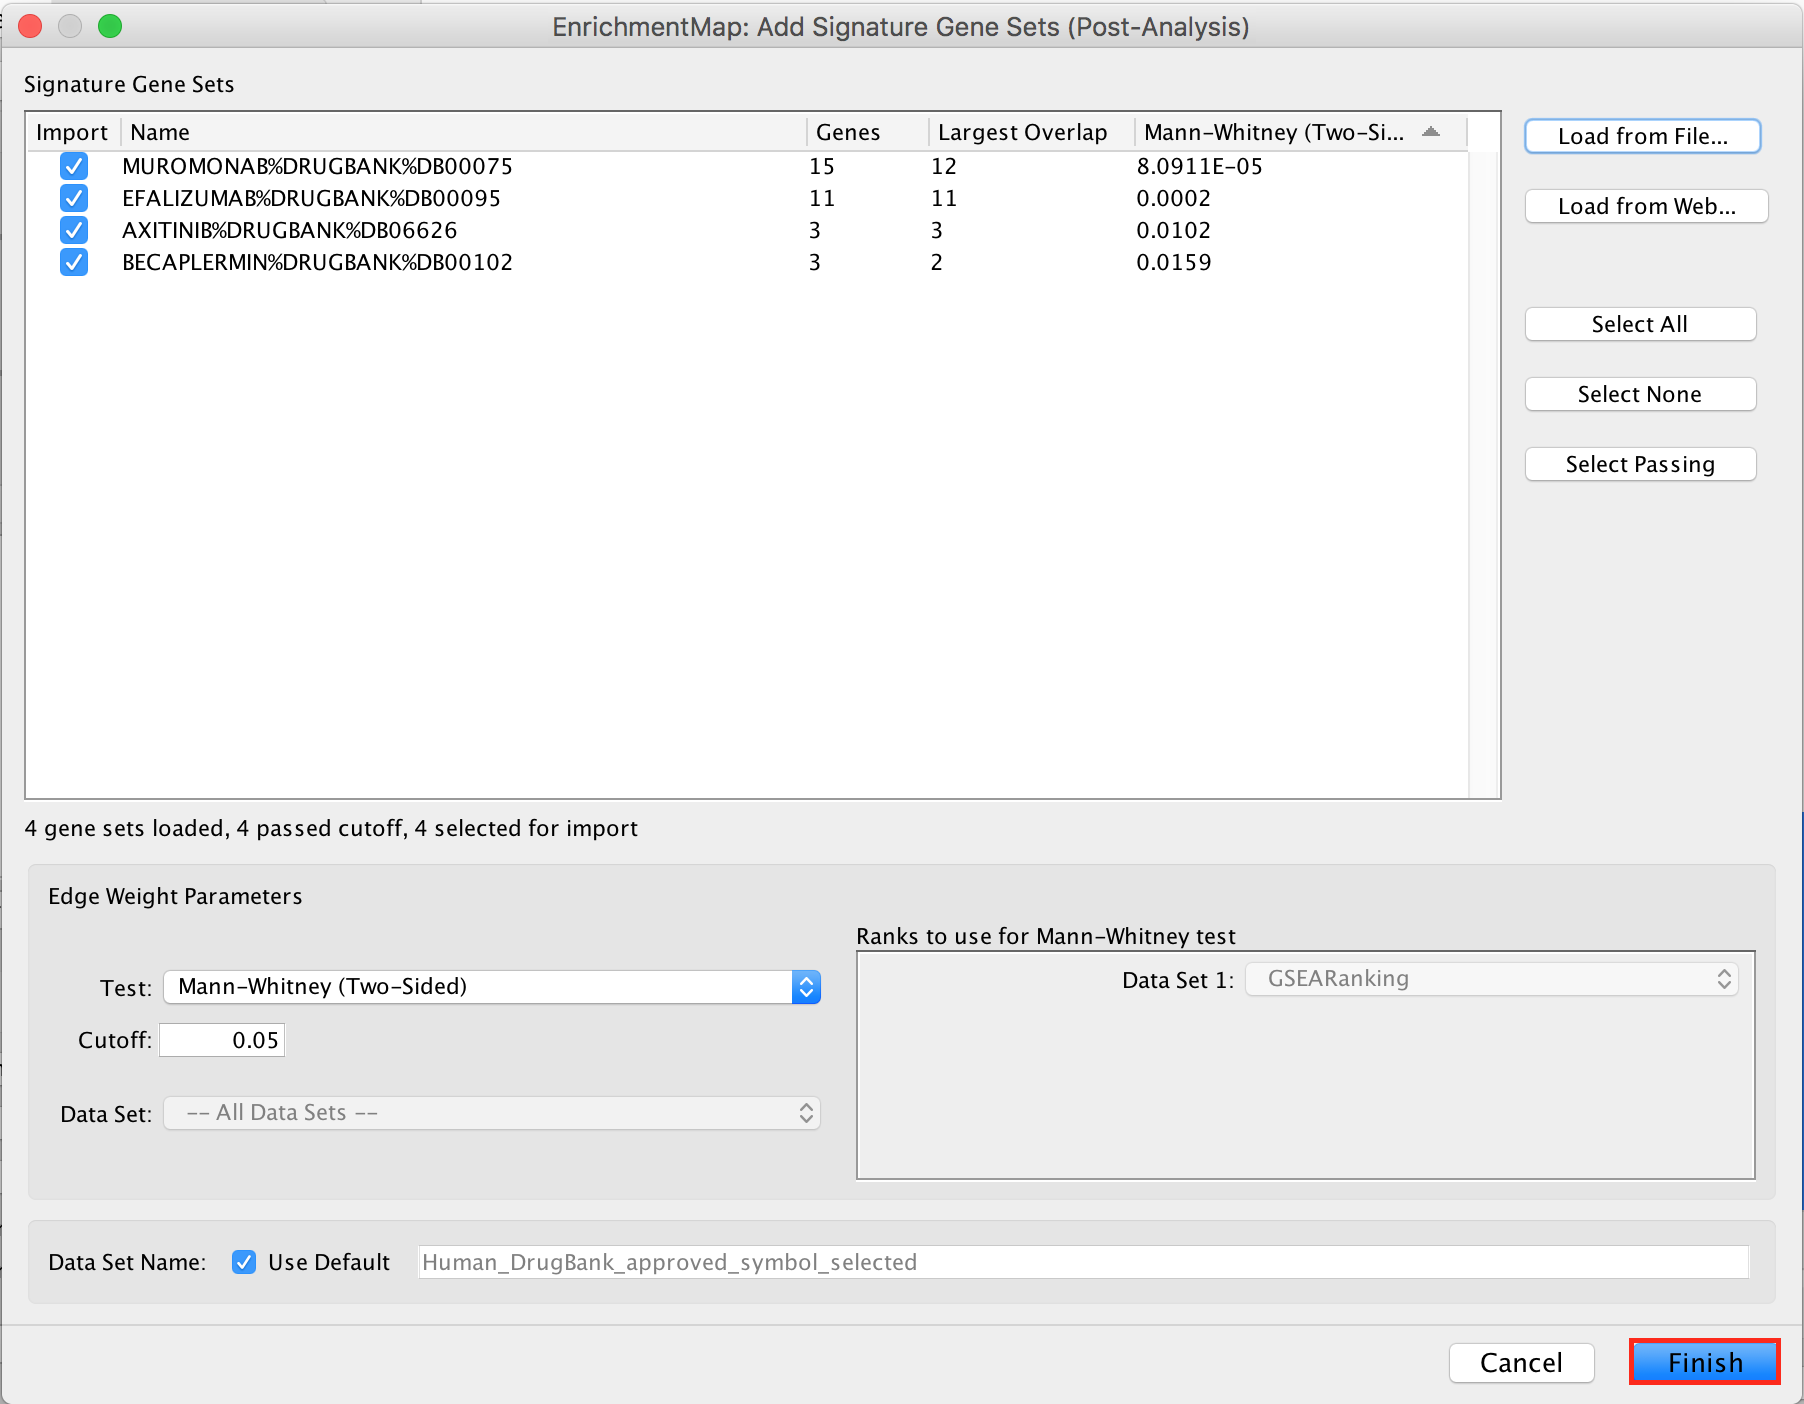 EnrichmentMap: Add Signature Gene Sets (Post-Analysis)
Signature Gene Sets
Import Name Genes Largest Overlap Mann-Whitney (Two-Si...
MUROMONAB%DRUGBANK%DB00075 15 12 8.0911E-05
EFALIZUMAB%DRUGBANK%DB00095 11 11 0.0002
AXITINIB%DRUGBANK%DB06626 3 3 0.0102
BECAPLERMIN%DRUGBANK%DB00102 3 2 0.0159
Load from File...
Load from Web...
Select All
Select None
Select Passing
4 gene sets loaded, 4 passed cutoff, 4 selected for import
Edge Weight Parameters
Test: Mann-Whitney (Two-Sided)
Cutoff: 0.05
Data Set: -- All Data Sets --
Ranks to use for Mann-Whitney test
Data Set 1: GSEARanking
Data Set Name: Use Default Human_DrugBank_approved_symbol_selected
Cancel Finish